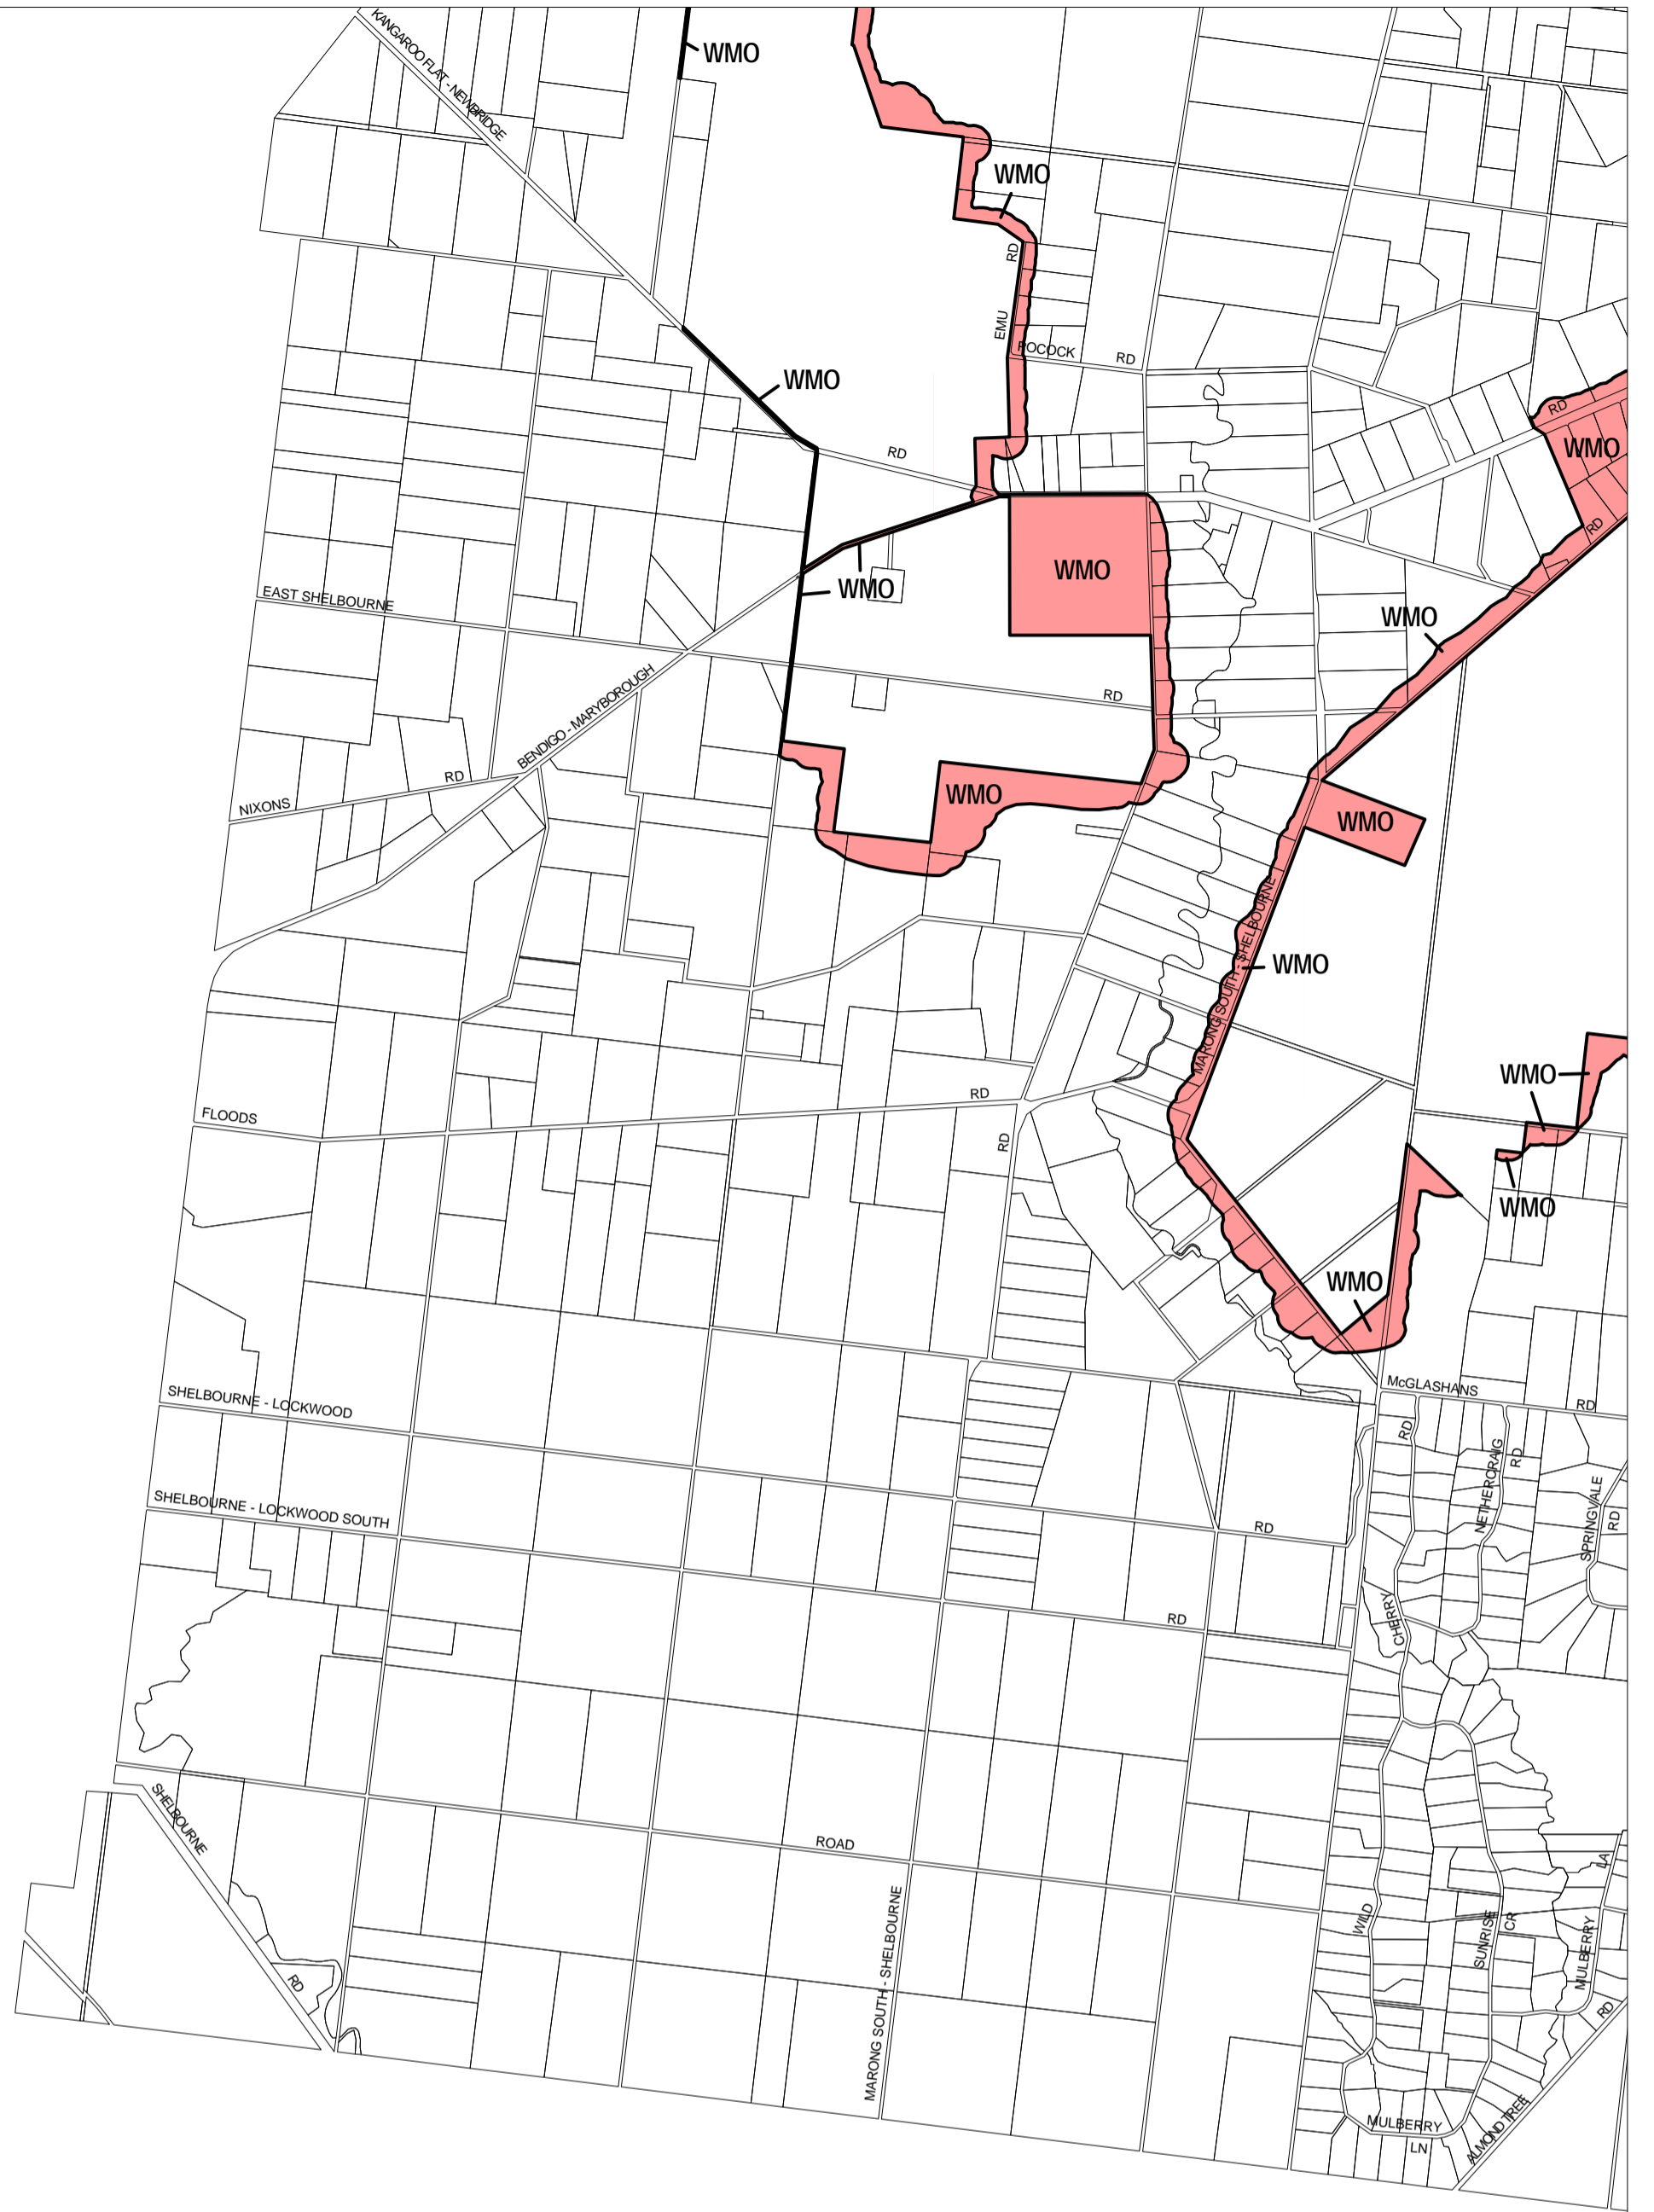 KANGAROO FLAT - NEWBRIDGE
WMO
WMO
RD
EMU
POCOCK RD
WMO
RD
WMO
RD
WMO
WMO
WMO
RD
WMO
EAST SHELBOURNE
RD
BENDIGO - MARYBOROUGH
NIXONS RD
WMO
WMO
MARONG SOUTH - SHELBOURNE
WMO
WMO
WMO
FLOODS RD
RD
WMO
McGLASHANS RD
SHELBOURNE - LOCKWOOD
RD
NETHERCRAIG
RD
SPRINGVALE
RD
SHELBOURNE - LOCKWOOD SOUTH
RD
RD
CHERRY
SHELBOURNE
RD
ROAD
MARONG SOUTH - SHELBOURNE
WILD
SUNRISE
CR
MULBERRY
LA
RD
MULBERRY
LN
ALMOND TREE